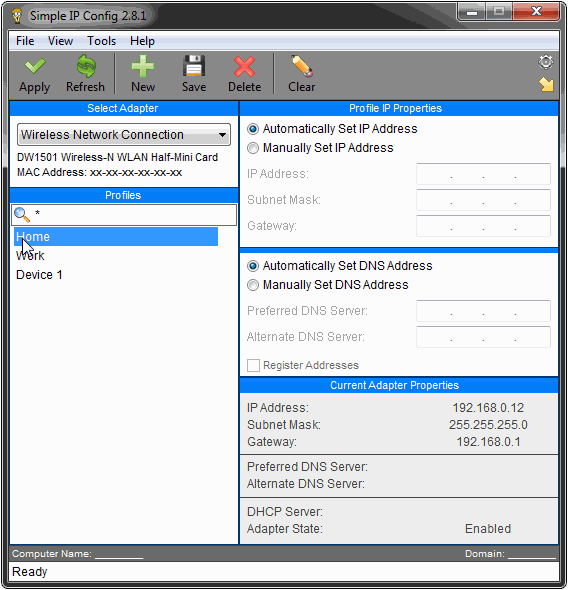 Simple IP Config 2.8.1
File View Tools Help
Apply Refresh New Save Delete Clear
Select Adapter
Wireless Network Connection
DW1501 Wireless-N WLAN Half-Mini Card
MAC Address: xx-xx-xx-xx-xx-xx
Profiles
*
Home
Work
Device 1
Profile IP Properties
Automatically Set IP Address
Manually Set IP Address
IP Address: . . .
Subnet Mask: . . .
Gateway: . . .
Automatically Set DNS Address
Manually Set DNS Address
Preferred DNS Server: . . .
Alternate DNS Server: . . .
Register Addresses
Current Adapter Properties
IP Address: 192.168.0.12
Subnet Mask: 255.255.255.0
Gateway: 192.168.0.1
Preferred DNS Server:
Alternate DNS Server:
DHCP Server:
Adapter State: Enabled
Computer Name: ________ Domain: ________
Ready